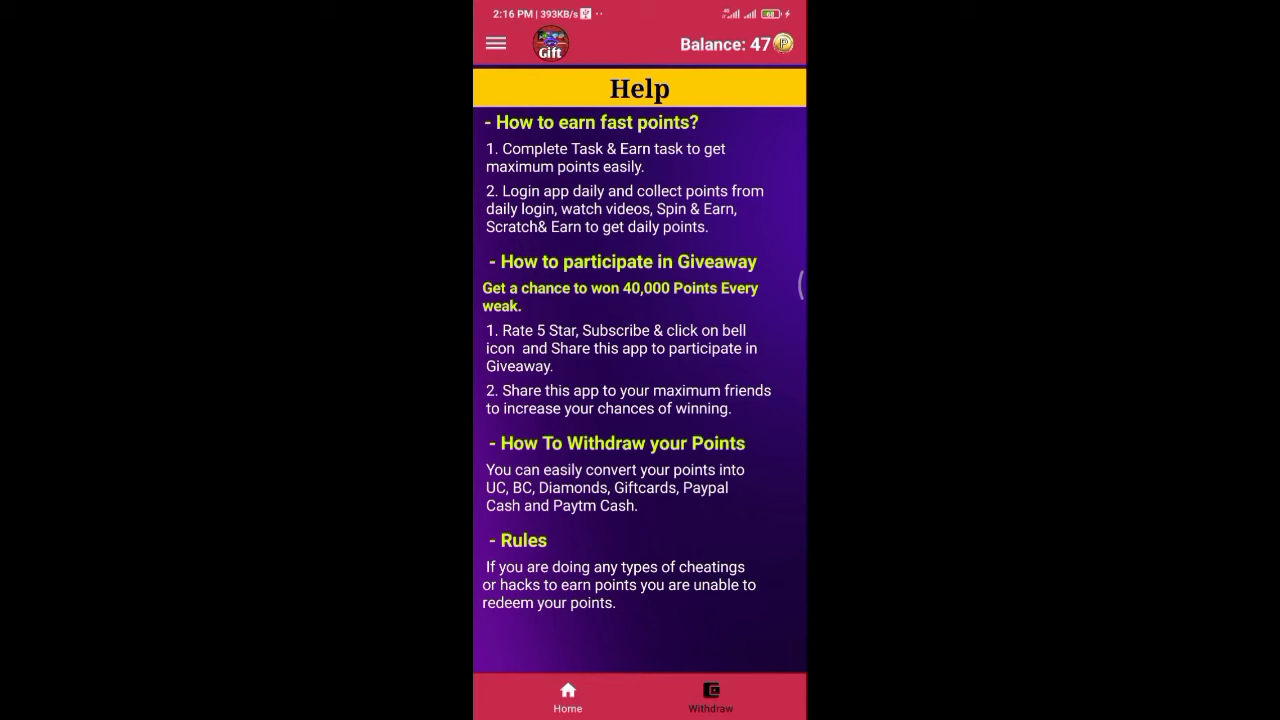 2:16 PM | 393KB/s
4G
68
Gift
Balance: 47 P
Help
- How to earn fast points?
1. Complete Task & Earn task to get
maximum points easily.
2. Login app daily and collect points from
daily login, watch videos, Spin & Earn,
Scratch& Earn to get daily points.
- How to participate in Giveaway
Get a chance to won 40,000 Points Every
weak.
1. Rate 5 Star, Subscribe & click on bell
icon  and Share this app to participate in
Giveaway.
2. Share this app to your maximum friends
to increase your chances of winning.
- How To Withdraw your Points
You can easily convert your points into
UC, BC, Diamonds, Giftcards, Paypal
Cash and Paytm Cash.
- Rules
If you are doing any types of cheatings
or hacks to earn points you are unable to
redeem your points.
Home
Withdraw